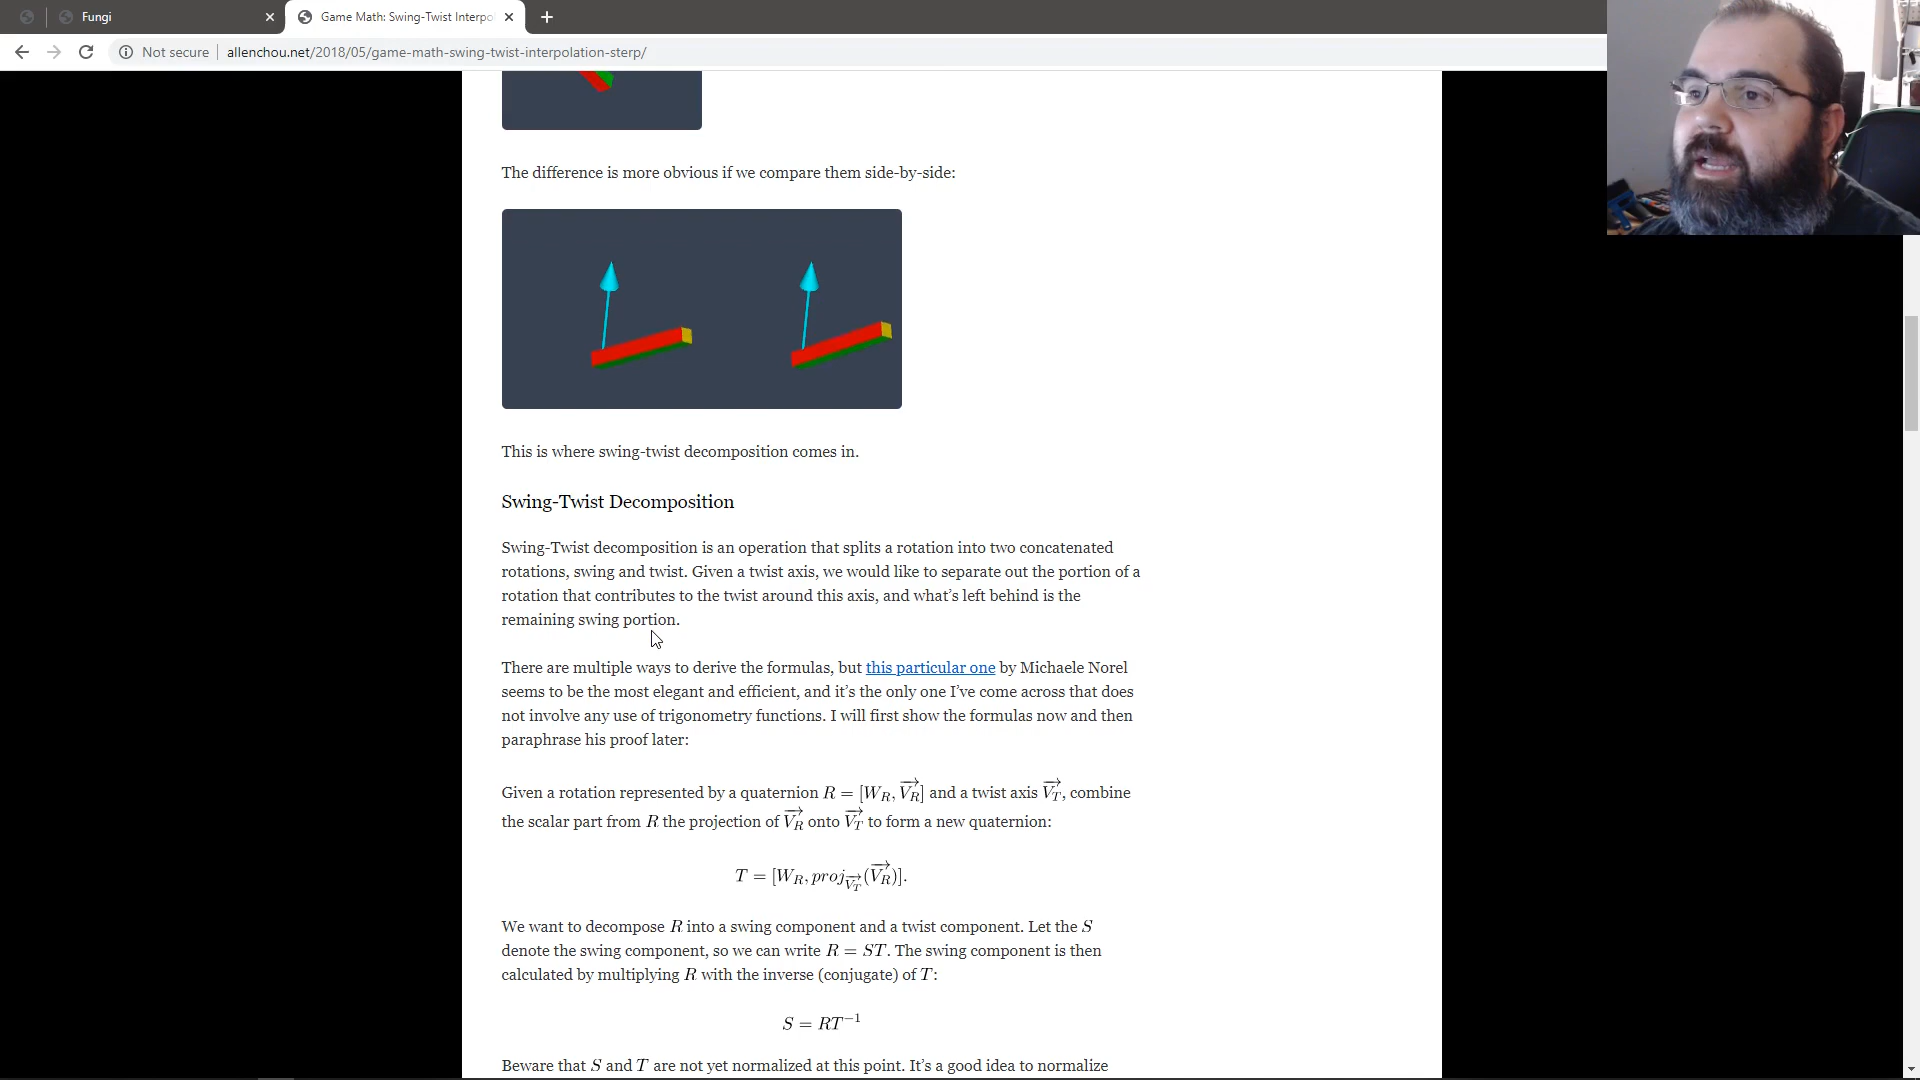 Fungi
Game Math: Swing-Twist Interpo
Not secure
allenchou.net/2018/05/game-math-swing-twist-interpolation-sterp/
The difference is more obvious if we compare them side-by-side:
This is where swing-twist decomposition comes in.
Swing-Twist Decomposition
Swing-Twist decomposition is an operation that splits a rotation into two concatenated
rotations, swing and twist. Given a twist axis, we would like to separate out the portion of a
rotation that contributes to the twist around this axis, and what’s left behind is the
remaining swing portion.
There are multiple ways to derive the formulas, but this particular one by Michaele Norel
seems to be the most elegant and efficient, and it’s the only one I’ve come across that does
not involve any use of trigonometry functions. I will first show the formulas now and then
paraphrase his proof later:
Given a rotation represented by a quaternion $R = [W_R, \overrightarrow{V_R}]$ and a twist axis $\overrightarrow{V_T}$, combine
the scalar part from $R$ the projection of $\overrightarrow{V_R}$ onto $\overrightarrow{V_T}$ to form a new quaternion:
$T = [W_R, proj_{\overrightarrow{V_T}}(\overrightarrow{V_R})].$
We want to decompose $R$ into a swing component and a twist component. Let the $S$
denote the swing component, so we can write $R = ST$. The swing component is then
calculated by multiplying $R$ with the inverse (conjugate) of $T$:
$S = RT^{-1}$
Beware that $S$ and $T$ are not yet normalized at this point. It’s a good idea to normalize